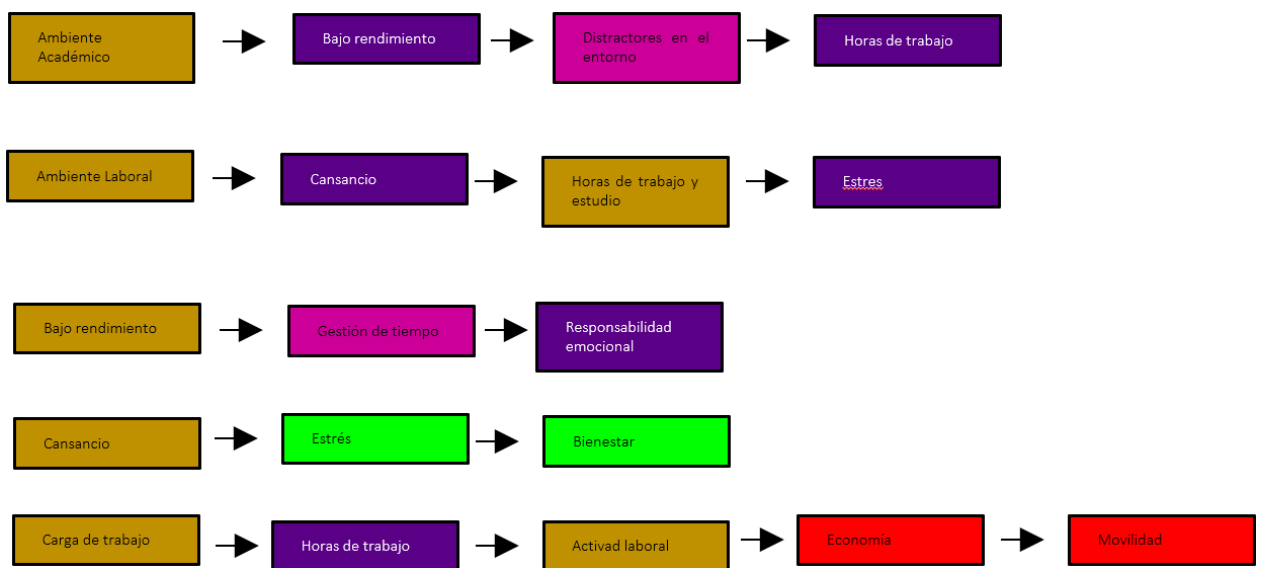 Ambiente
Académico
Bajo rendimiento
Distractores en el
entorno
Horas de trabajo
Ambiente Laboral
Cansancio
Horas de trabajo y
estudio
Estres
Bajo rendimiento
Gestión de tiempo
Responsabilidad
emocional
Cansancio
Estrés
Bienestar
Carga de trabajo
Horas de trabajo
Activad laboral
Economía
Movilidad